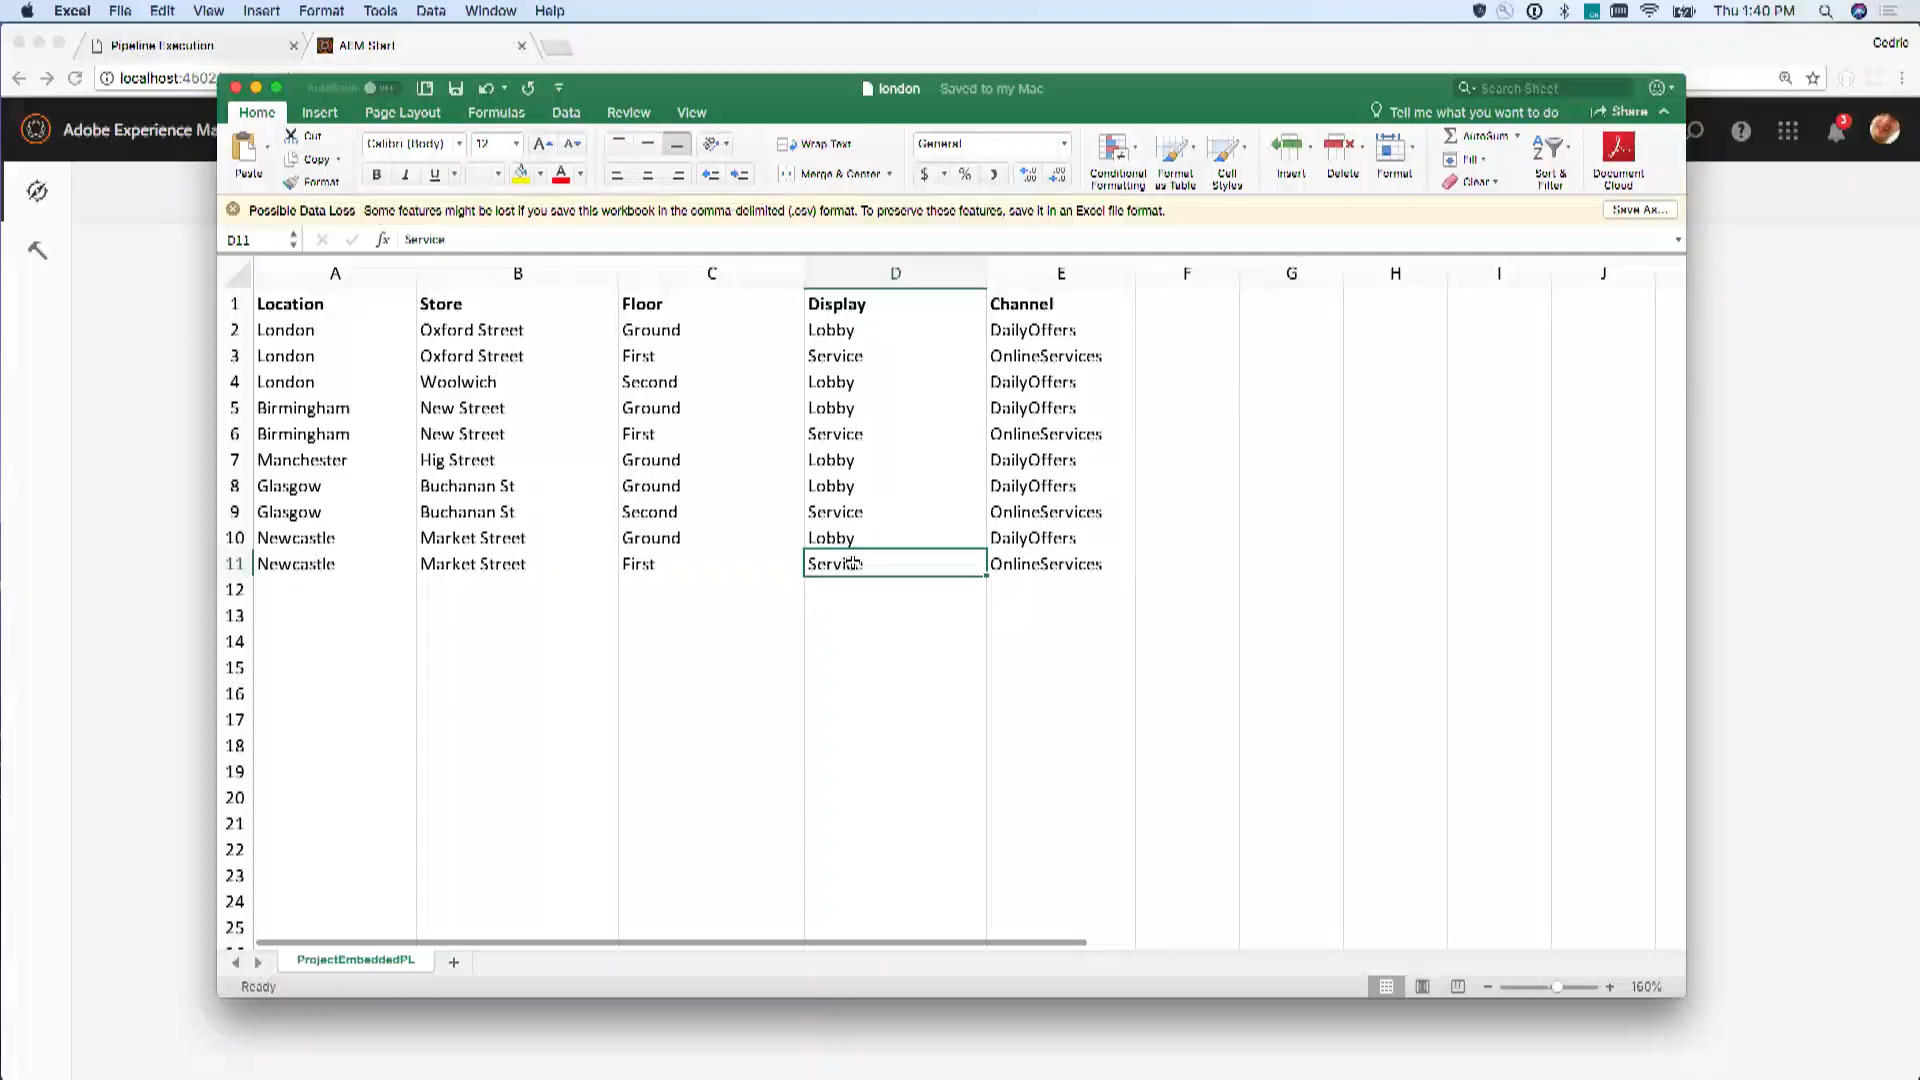 Excel File Edit View Insert Format Tools Data Window Help Thu 1:40 PM
Pipeline Execution AEM Start Cedric
localhost:4502
london Saved to my Mac Search Sheet
Home Insert Page Layout Formulas Data Review View Tell me what you want to do Share
Adobe Experience Ma 3
Cut Calibri (Body) 12 Wrap Text General AutoSum
Copy Fill
Paste Format B I U Merge & Center $ % Conditional Formatting Format as Table Cell Styles Insert Delete Format Clear Sort & Filter Document Cloud
Possible Data Loss Some features might be lost if you save this workbook in the comma-delimited (.csv) format. To preserve these features, save it in an Excel file format. Save As...
D11 fx Service
A B C D E F G H I J
1 Location Store Floor Display Channel
2 London Oxford Street Ground Lobby DailyOffers
3 London Oxford Street First Service OnlineServices
4 London Woolwich Second Lobby DailyOffers
5 Birmingham New Street Ground Lobby DailyOffers
6 Birmingham New Street First Service OnlineServices
7 Manchester Hig Street Ground Lobby DailyOffers
8 Glasgow Buchanan St Ground Lobby DailyOffers
9 Glasgow Buchanan St Second Service OnlineServices
10 Newcastle Market Street Ground Lobby DailyOffers
11 Newcastle Market Street First Service OnlineServices
12
13
14
15
16
17
18
19
20
21
22
23
24
25
ProjectEmbeddedPL
Ready 160%